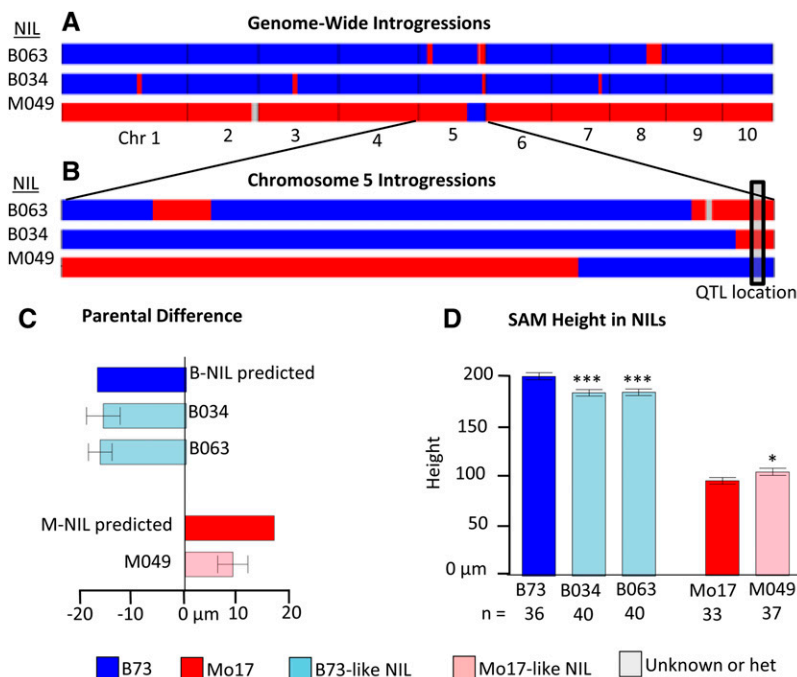 A Genome-Wide Introgressions
NIL
B063
B034
M049
Chr 1 2 3 4 5 6 7 8 9 10
B Chromosome 5 Introgressions
NIL
B063
B034
M049
QTL location
C Parental Difference
B-NIL predicted
B034
B063
M-NIL predicted
M049
-20 -10 0 μm 10 20
D SAM Height in NILs
Height
200
150
100
50
0 μm
*** *** *
B73 B034 B063 Mo17 M049
n = 36 40 40 33 37
B73 Mo17 B73-like NIL Mo17-like NIL Unknown or het